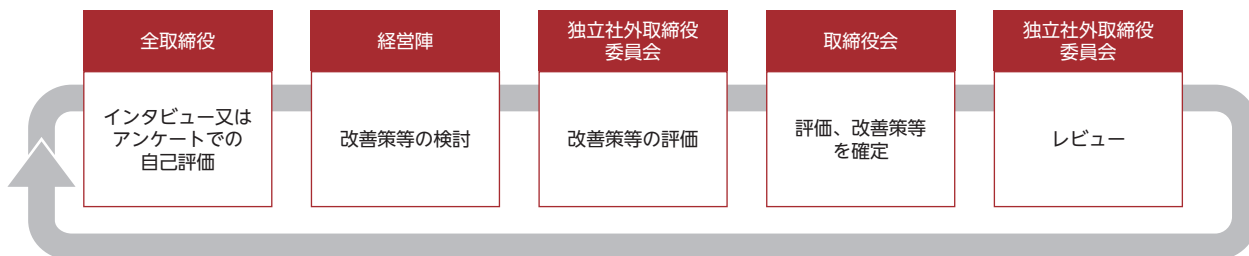 全取締役
インタビュー又は
アンケートでの
自己評価
経営陣
改善策等の検討
独立社外取締役
委員会
改善策等の評価
取締役会
評価、改善策等
を確定
独立社外取締役
委員会
レビュー